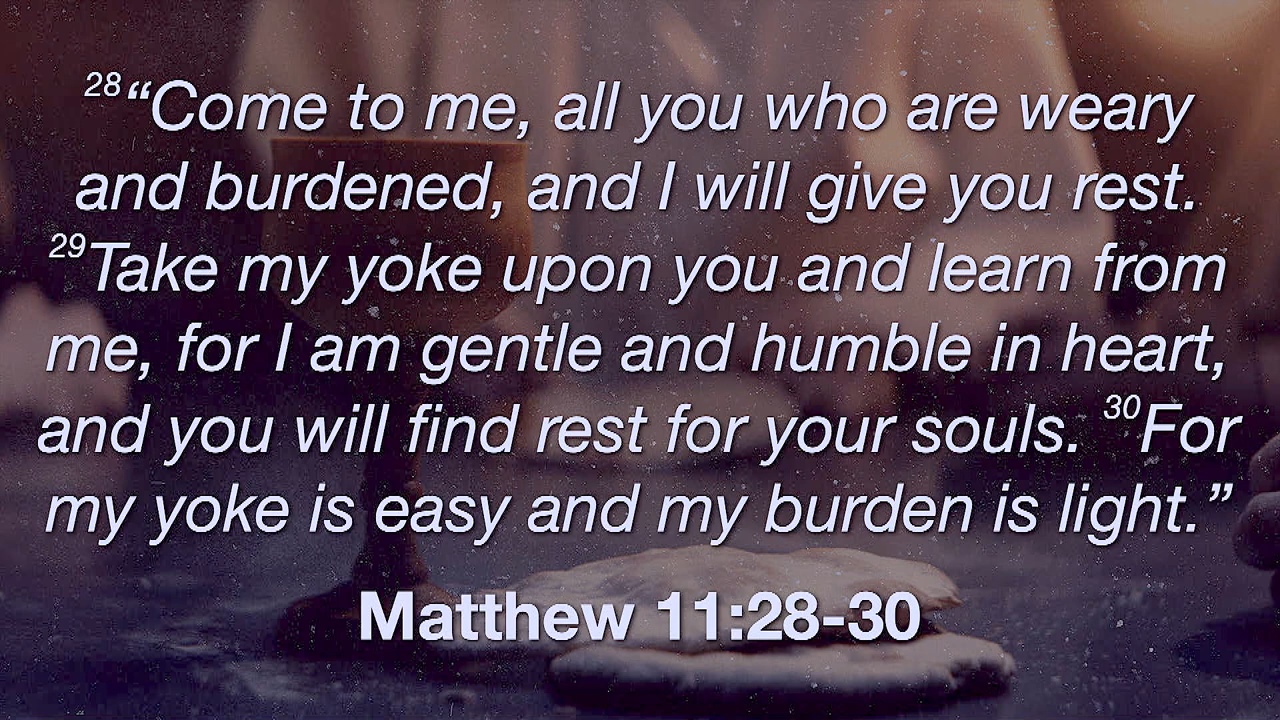 28“Come to me, all you who are weary
and burdened, and I will give you rest.
29Take my yoke upon you and learn from
me, for I am gentle and humble in heart,
and you will find rest for your souls. 30For
my yoke is easy and my burden is light.”
Matthew 11:28-30